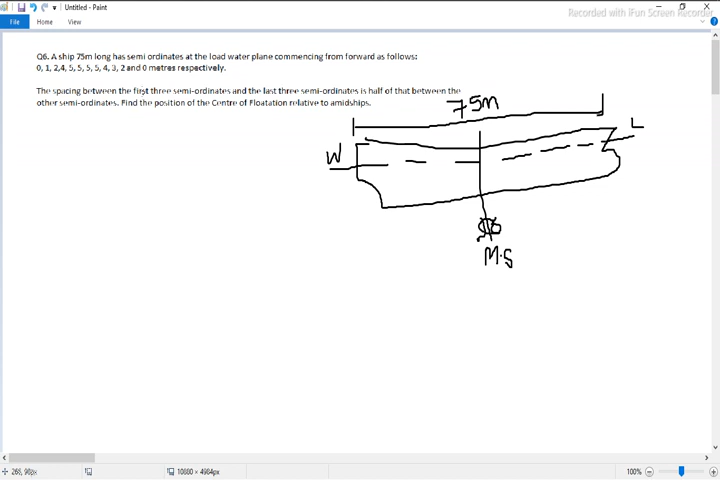 Untitled - Paint
Recorded with iFun Screen Recorder
File Home View
Q6. A ship 75m long has semi ordinates at the load water plane commencing from forward as follows:
0, 1, 2,4, 5, 5, 5, 5, 4, 3, 2 and 0 metres respectively.
The spacing between the first three semi-ordinates and the last three semi-ordinates is half of that between the
other semi-ordinates. Find the position of the Centre of Floatation relative to amidships.
75m
W
L
M.S
268, 98px
10880 × 4984px
100%